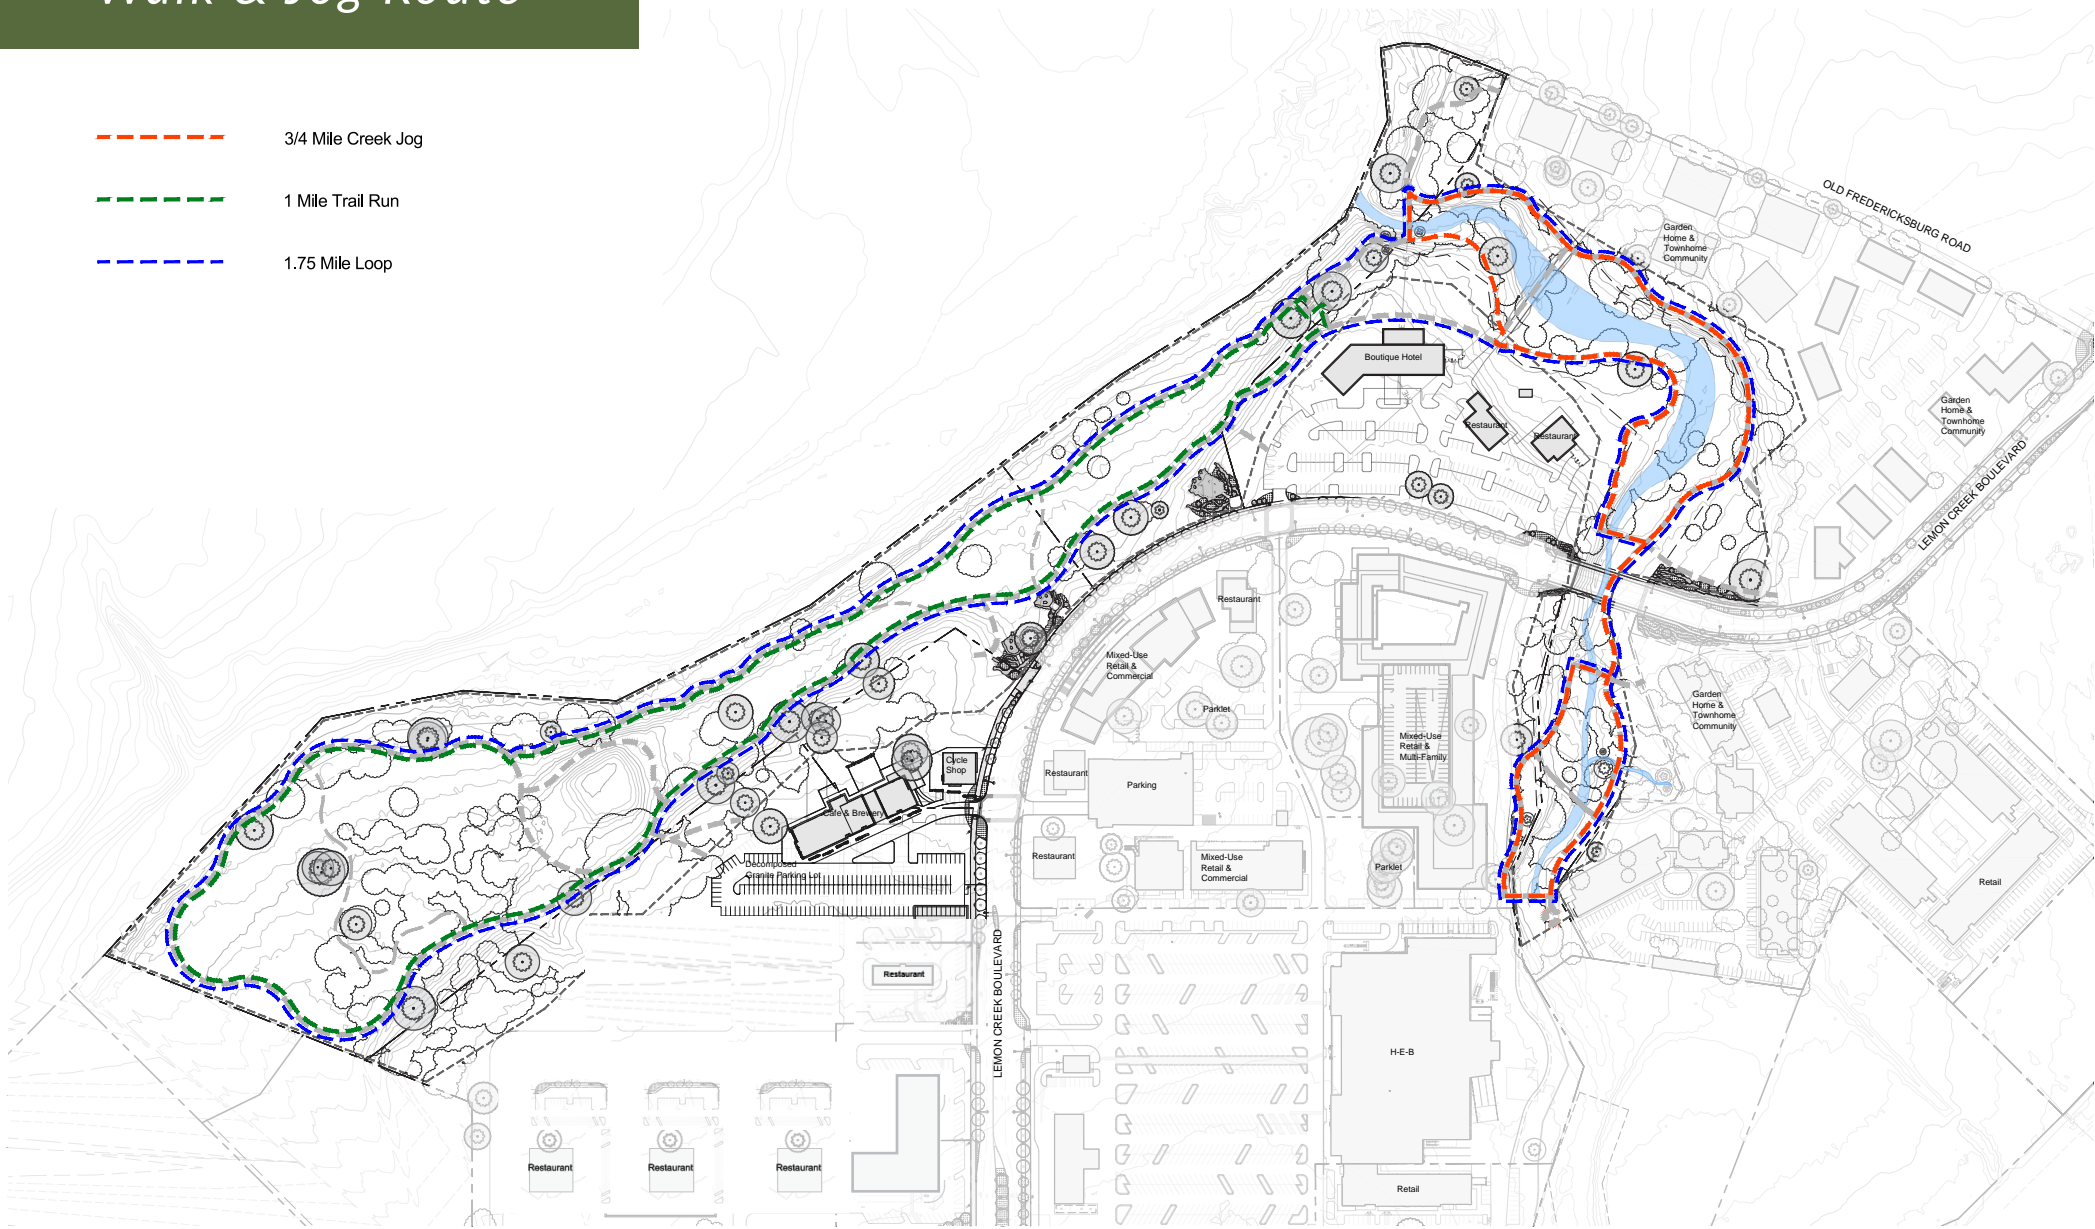 Walk & Jog Route
3/4 Mile Creek Jog
1 Mile Trail Run
1.75 Mile Loop
OLD FREDERICKSBURG ROAD
Garden
Home &
Townhome
Community
Boutique Hotel
Restaurant
Restaurant
Garden
Home &
Townhome
Community
LEMON CREEK BOULEVARD
Restaurant
Mixed-Use
Retail &
Commercial
Parklet
Garden
Home &
Townhome
Community
Mixed-Use
Retail &
Multi-Family
Cycle
Shop
Restaurant
Parking
Cafe & Brewery
Decomposed
Granite Parking Lot
Restaurant
Mixed-Use
Retail &
Commercial
Parklet
Retail
LEMON CREEK BOULEVARD
Restaurant
H-E-B
Restaurant
Restaurant
Restaurant
Retail